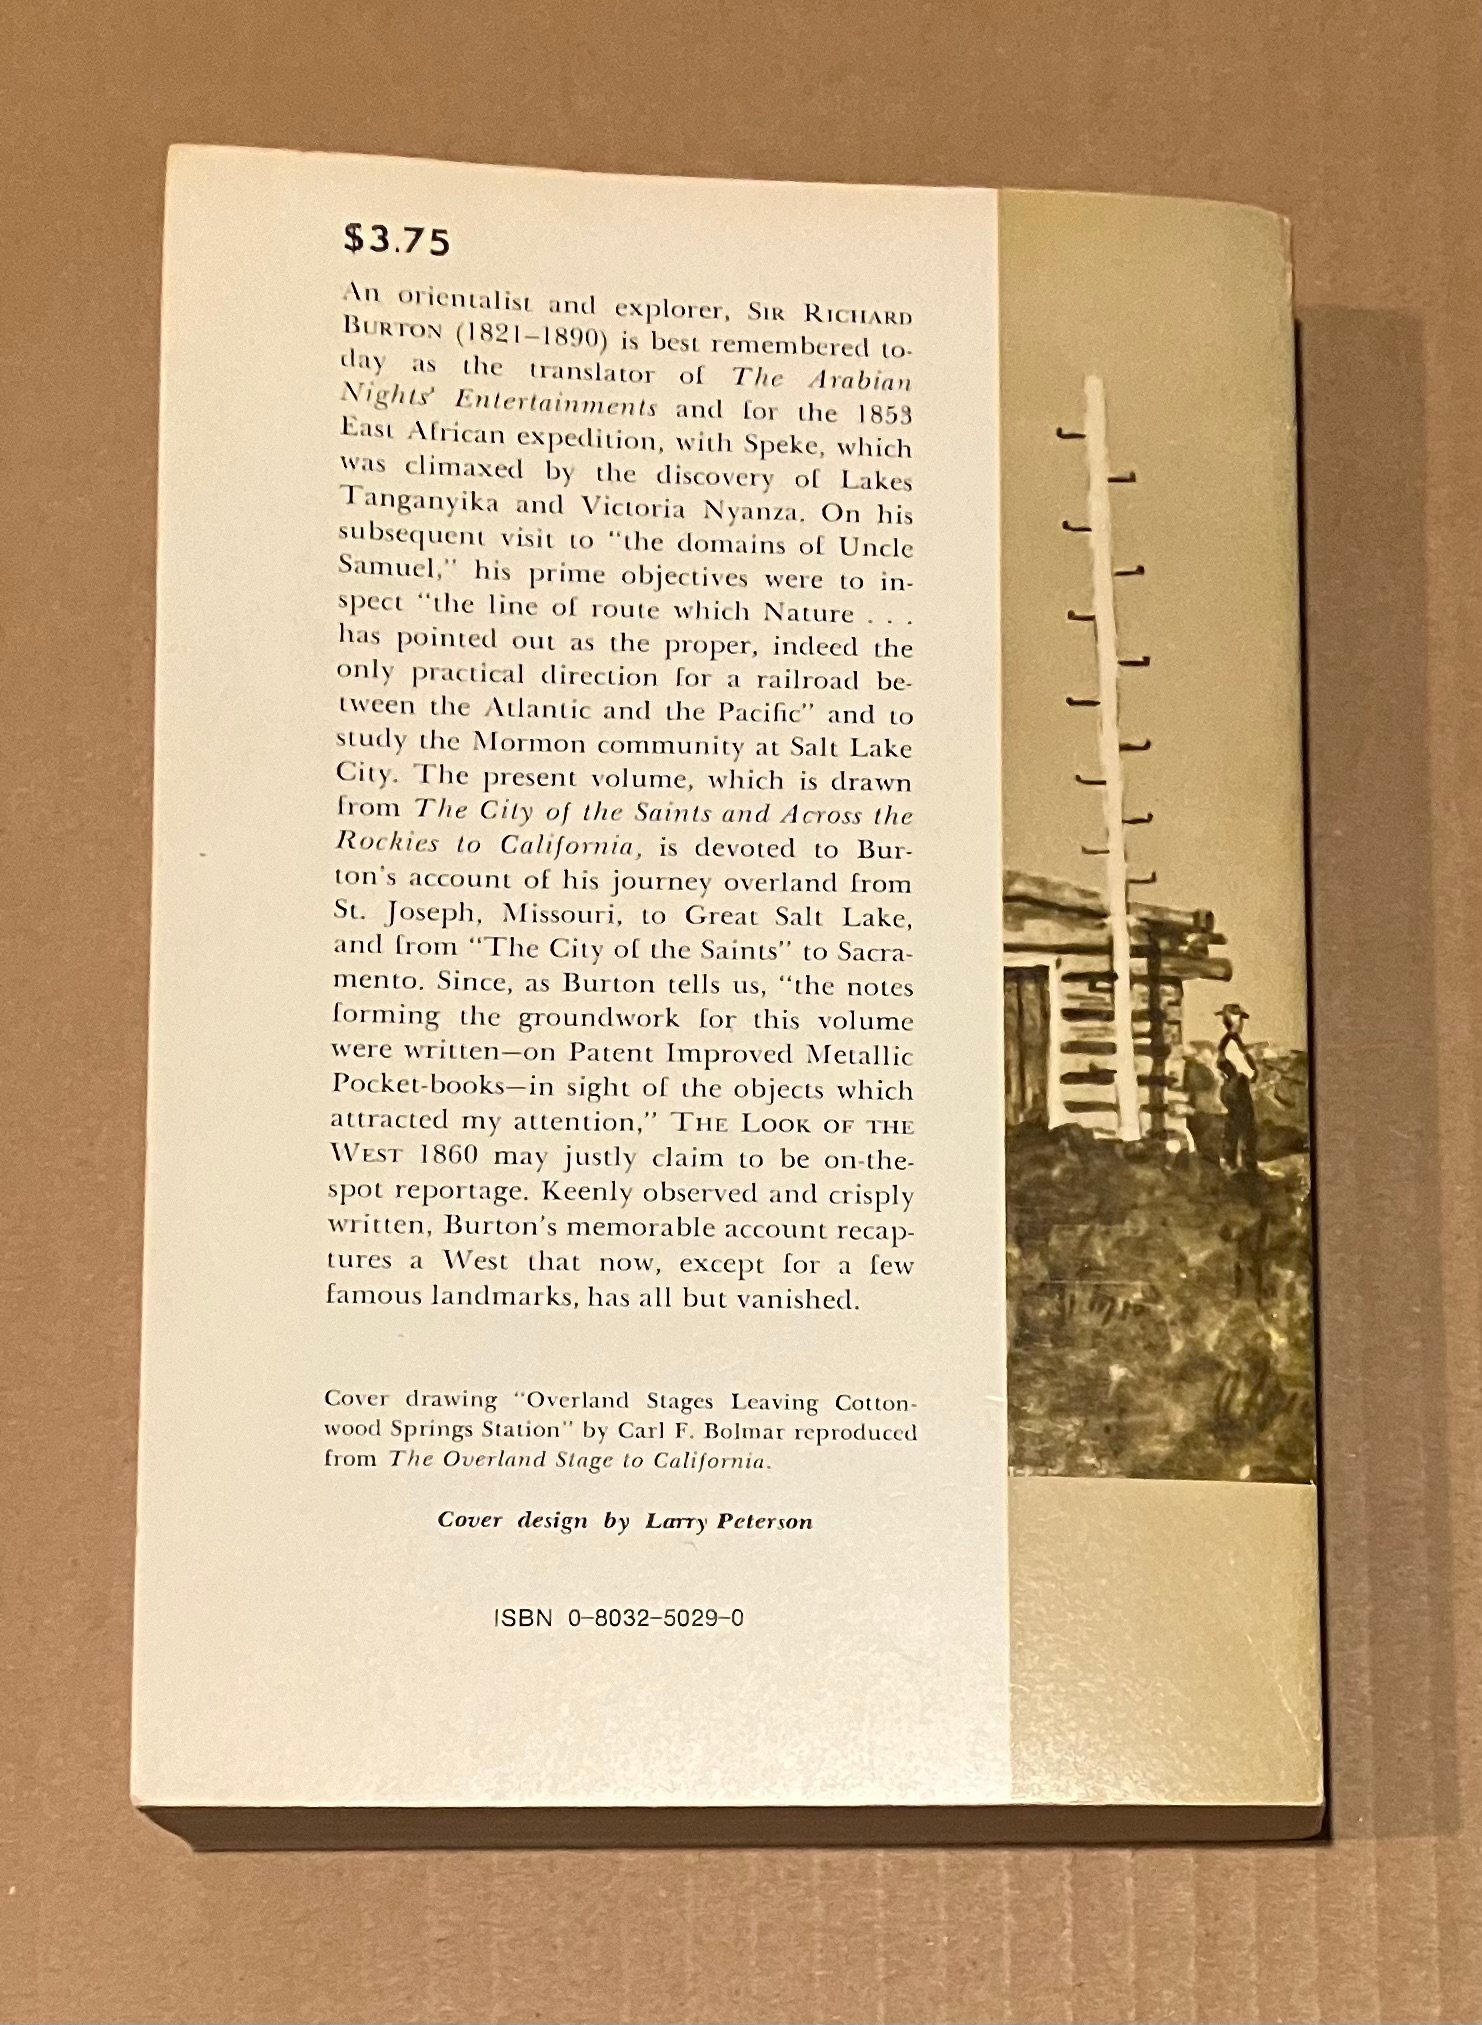 $3.75
An orientalist and explorer, SIR RICHARD
BURTON (1821–1890) is best remembered to-
day as the translator of The Arabian
Nights' Entertainments and for the 1853
East African expedition, with Speke, which
was climaxed by the discovery of Lakes
Tanganyika and Victoria Nyanza. On his
subsequent visit to "the domains of Uncle
Samuel," his prime objectives were to in-
spect "the line of route which Nature . . .
has pointed out as the proper, indeed the
only practical direction for a railroad be-
tween the Atlantic and the Pacific" and to
study the Mormon community at Salt Lake
City. The present volume, which is drawn
from The City of the Saints and Across the
Rockies to California, is devoted to Bur-
ton's account of his journey overland from
St. Joseph, Missouri, to Great Salt Lake,
and from "The City of the Saints" to Sacra-
mento. Since, as Burton tells us, "the notes
forming the groundwork for this volume
were written—on Patent Improved Metallic
Pocket-books—in sight of the objects which
attracted my attention," THE LOOK OF THE
WEST 1860 may justly claim to be on-the-
spot reportage. Keenly observed and crisply
written, Burton's memorable account recap-
tures a West that now, except for a few
famous landmarks, has all but vanished.
Cover drawing "Overland Stages Leaving Cotton-
wood Springs Station" by Carl F. Bolmar reproduced
from The Overland Stage to California.
Cover design by Larry Peterson
ISBN 0–8032–5029–0